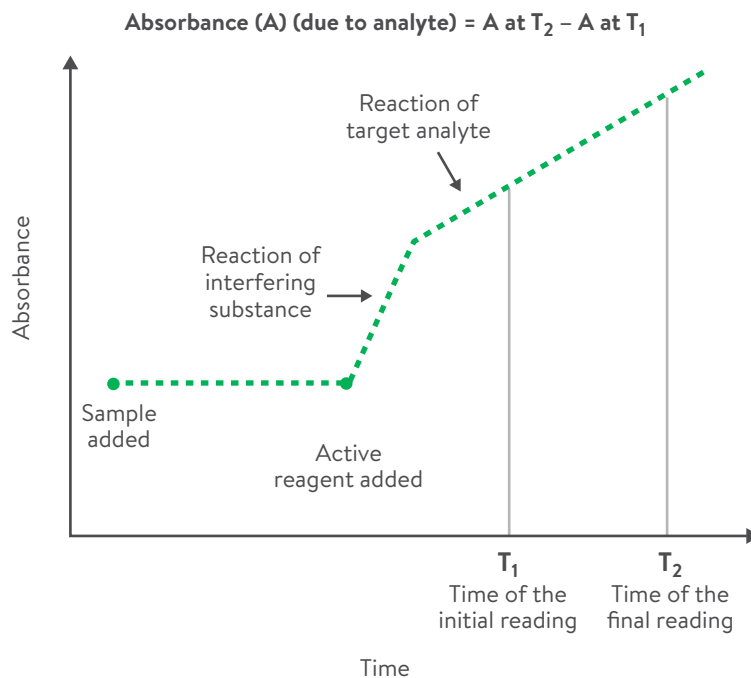 Absorbance (A) (due to analyte) = A at T₂ – A at T₁
Reaction of
target analyte
Reaction of
interfering
substance
Absorbance
Sample
added
Active
reagent added
T₁
Time of the
initial reading
T₂
Time of the
final reading
Time